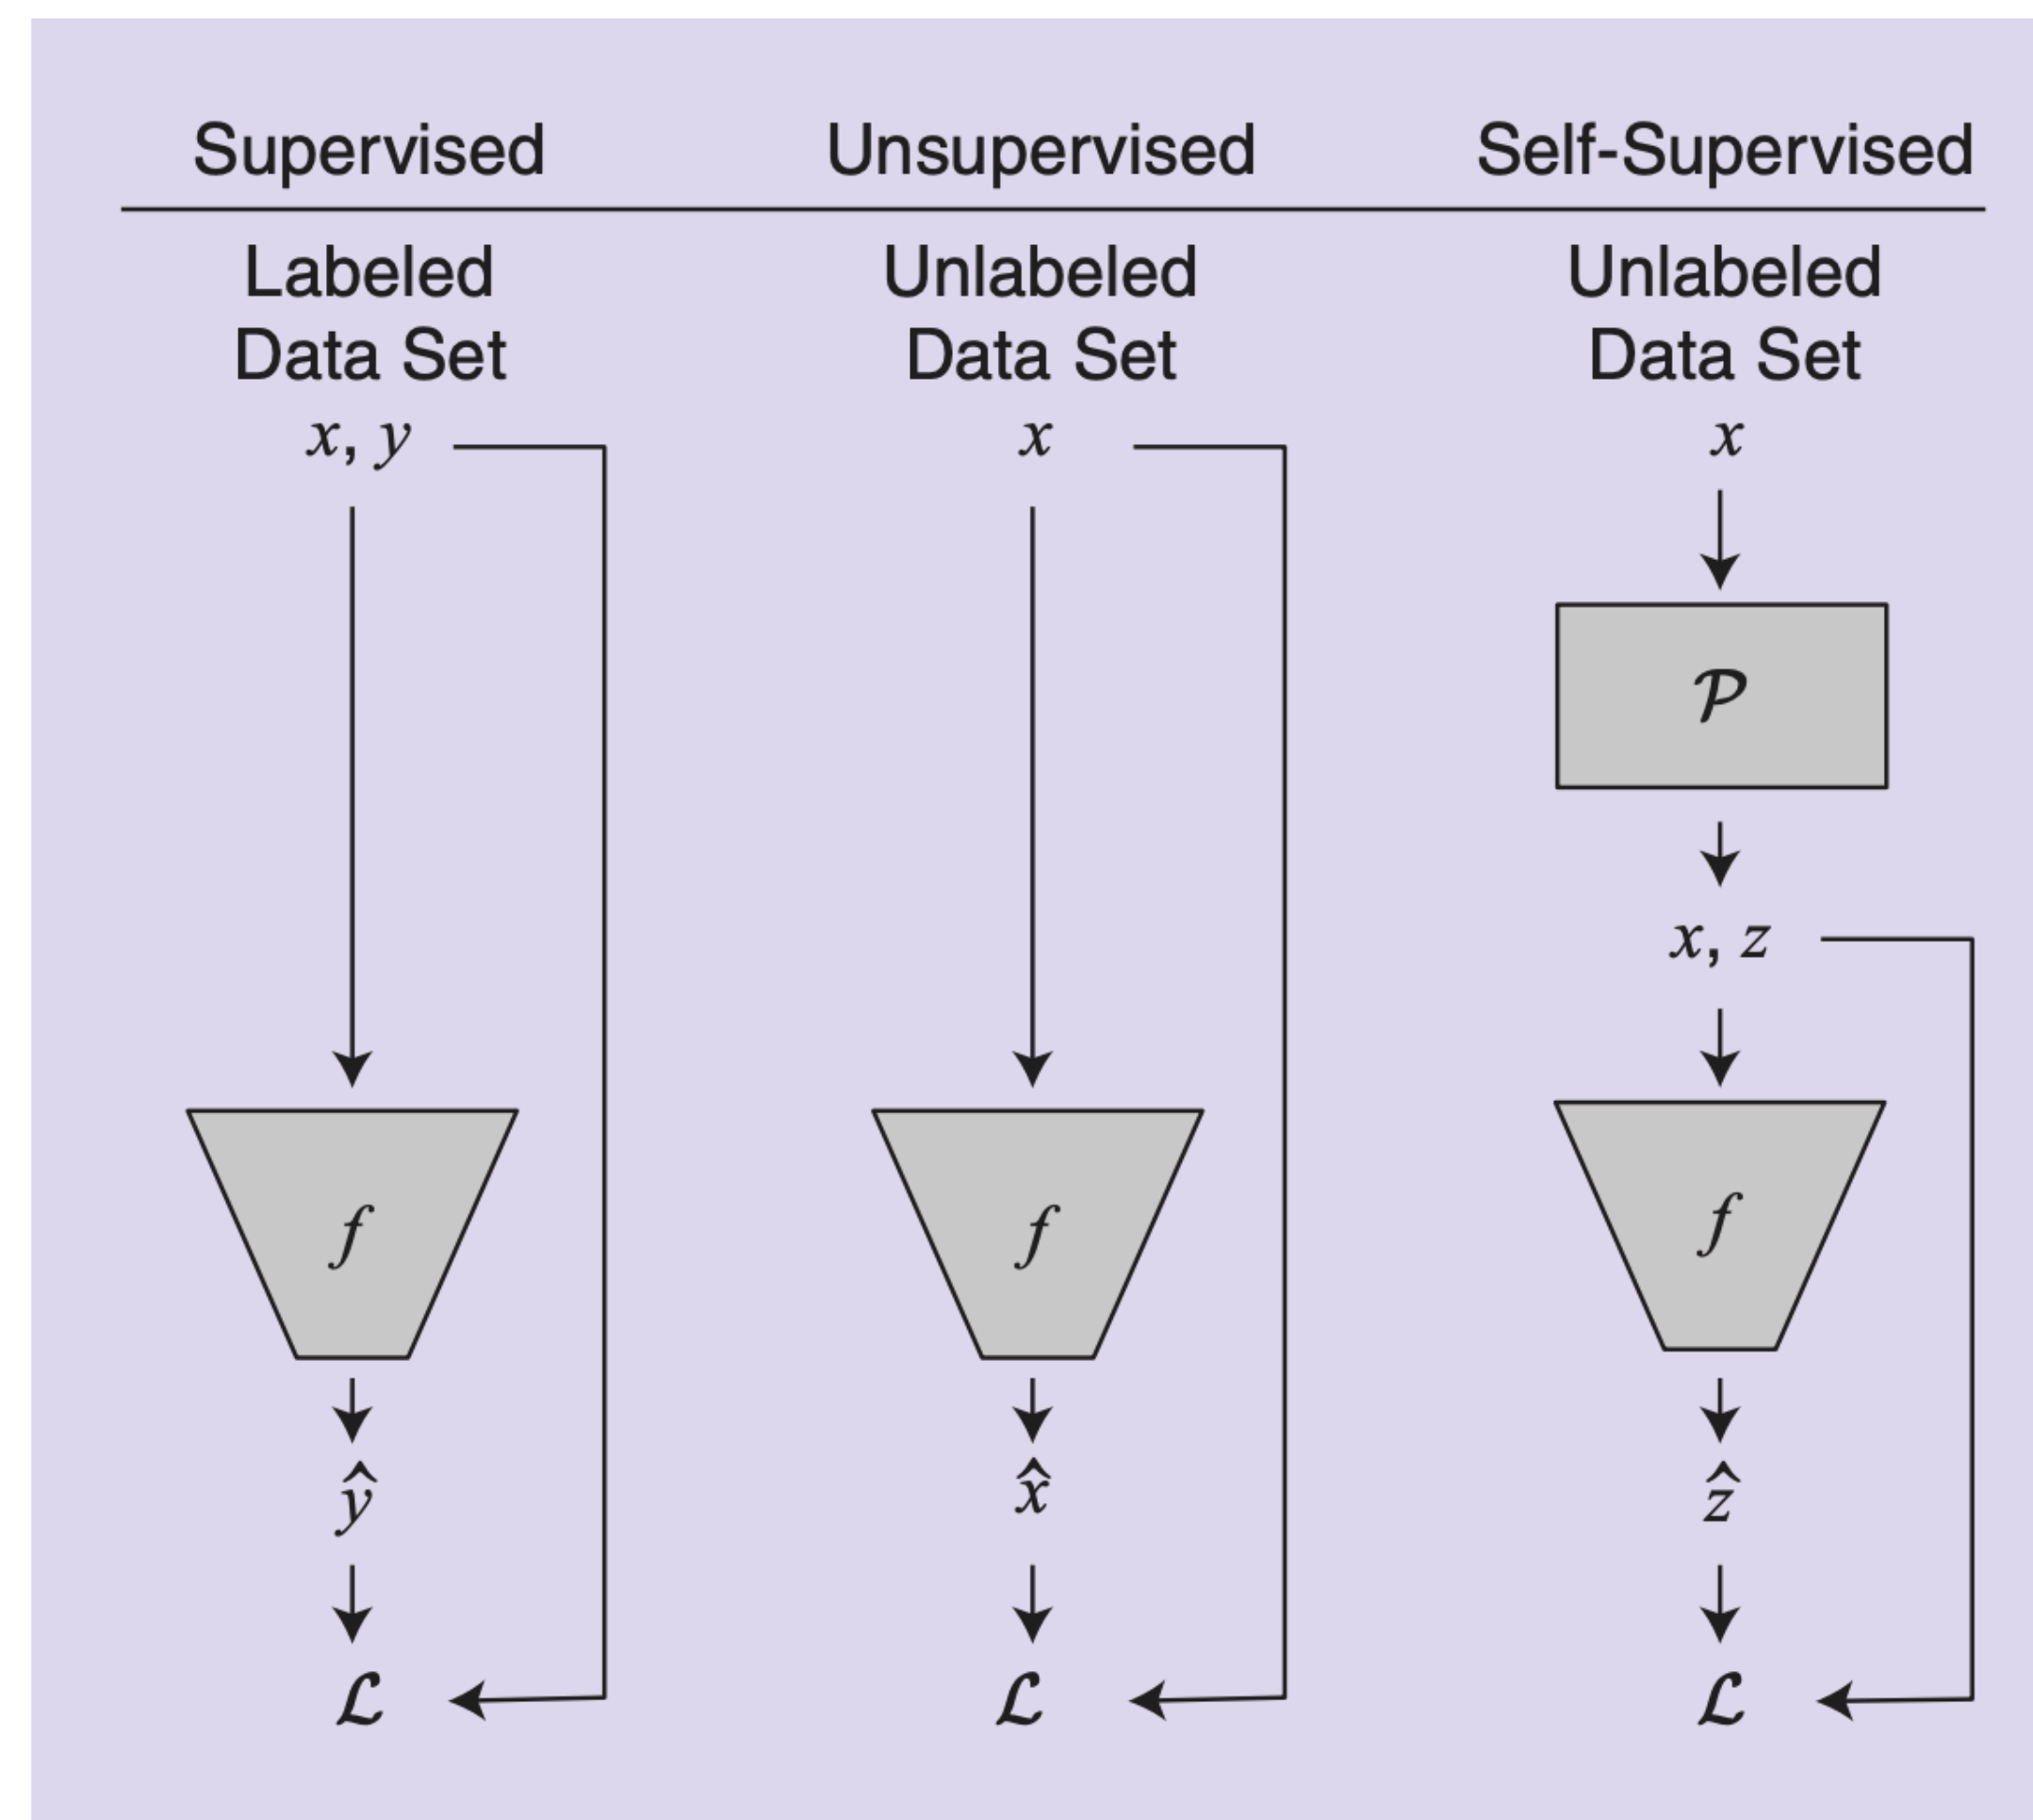 Supervised Unsupervised Self-Supervised
Labeled Unlabeled Unlabeled
Data Set Data Set Data Set
x, y x x
𝒫
x, z
f f f
ŷ x̂ ẑ
ℒ ℒ ℒ